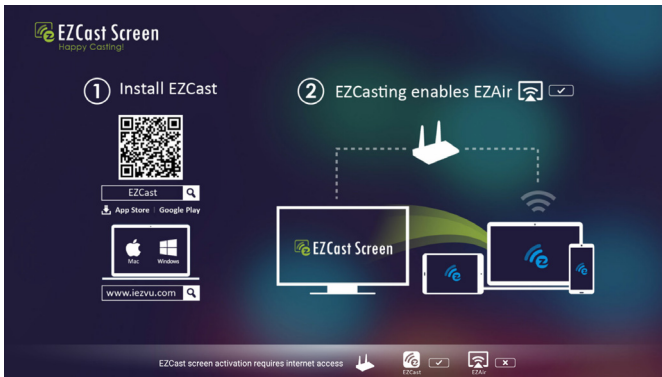 EZCast Screen
Happy Casting!
1 Install EZCast
EZCast
App Store | Google Play
Mac Windows
www.iezvu.com
2 EZCasting enables EZAir
EZCast Screen
EZCast screen activation requires internet access
EZCast
EZAir